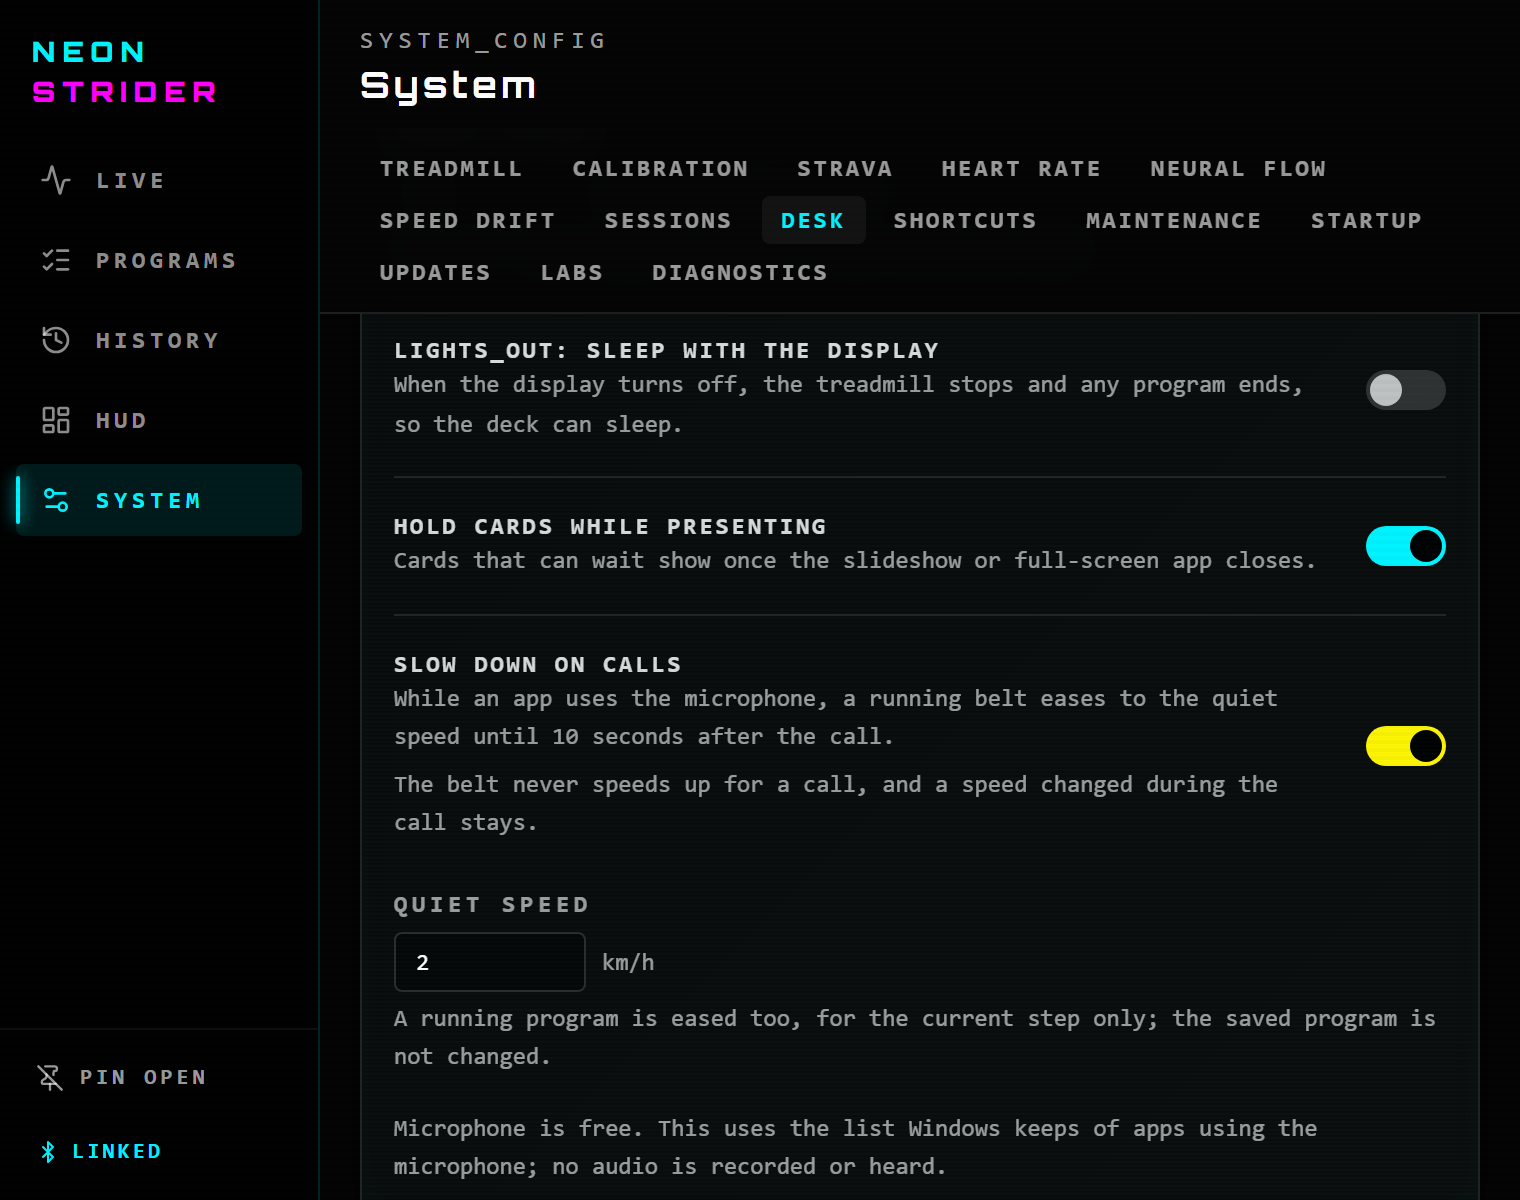 NEON
STRIDER
LIVE
PROGRAMS
HISTORY
HUD
SYSTEM
PIN OPEN
LINKED
SYSTEM_CONFIG
System
TREADMILL CALIBRATION STRAVA HEART RATE NEURAL FLOW
SPEED DRIFT SESSIONS DESK SHORTCUTS MAINTENANCE STARTUP
UPDATES LABS DIAGNOSTICS
LIGHTS_OUT: SLEEP WITH THE DISPLAY
When the display turns off, the treadmill stops and any program ends,
so the deck can sleep.
HOLD CARDS WHILE PRESENTING
Cards that can wait show once the slideshow or full-screen app closes.
SLOW DOWN ON CALLS
While an app uses the microphone, a running belt eases to the quiet
speed until 10 seconds after the call.
The belt never speeds up for a call, and a speed changed during the
call stays.
QUIET SPEED
2 km/h
A running program is eased too, for the current step only; the saved program is
not changed.
Microphone is free. This uses the list Windows keeps of apps using the
microphone; no audio is recorded or heard.